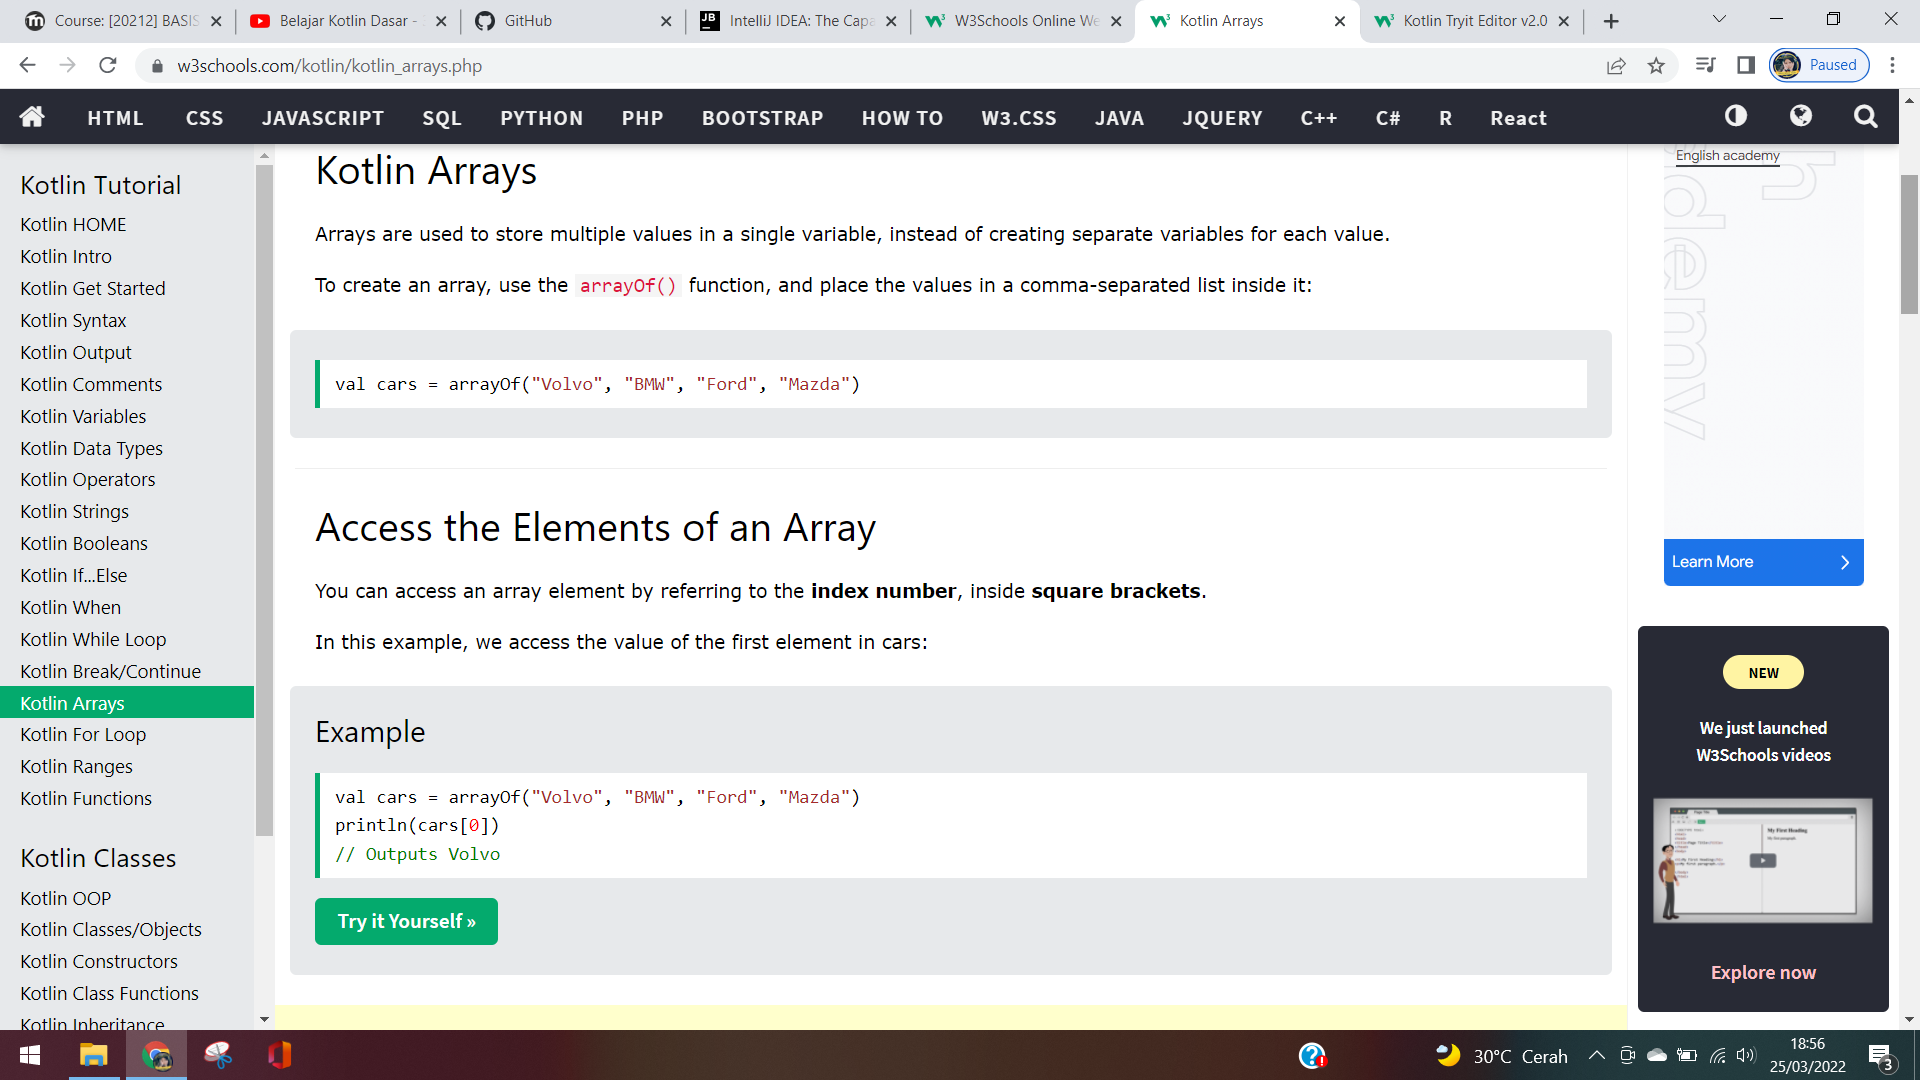 Course: [20212] BASIS
Belajar Kotlin Dasar -
GitHub
IntelliJ IDEA: The Capa
W3Schools Online We
Kotlin Arrays
Kotlin Tryit Editor v2.0
w3schools.com/kotlin/kotlin_arrays.php
Paused
HTML CSS JAVASCRIPT SQL PYTHON PHP BOOTSTRAP HOW TO W3.CSS JAVA JQUERY C++ C# R React
Kotlin Tutorial
Kotlin HOME
Kotlin Intro
Kotlin Get Started
Kotlin Syntax
Kotlin Output
Kotlin Comments
Kotlin Variables
Kotlin Data Types
Kotlin Operators
Kotlin Strings
Kotlin Booleans
Kotlin If...Else
Kotlin When
Kotlin While Loop
Kotlin Break/Continue
Kotlin Arrays
Kotlin For Loop
Kotlin Ranges
Kotlin Functions
Kotlin Classes
Kotlin OOP
Kotlin Classes/Objects
Kotlin Constructors
Kotlin Class Functions
Kotlin Inheritance
Kotlin Arrays
Arrays are used to store multiple values in a single variable, instead of creating separate variables for each value.
To create an array, use the arrayOf() function, and place the values in a comma-separated list inside it:
val cars = arrayOf("Volvo", "BMW", "Ford", "Mazda")
Access the Elements of an Array
You can access an array element by referring to the index number, inside square brackets.
In this example, we access the value of the first element in cars:
Example
val cars = arrayOf("Volvo", "BMW", "Ford", "Mazda")
println(cars[0])
// Outputs Volvo
Try it Yourself »
English academy
Learn More
NEW
We just launched
W3Schools videos
My First Heading
Explore now
30°C Cerah
18:56
25/03/2022
3